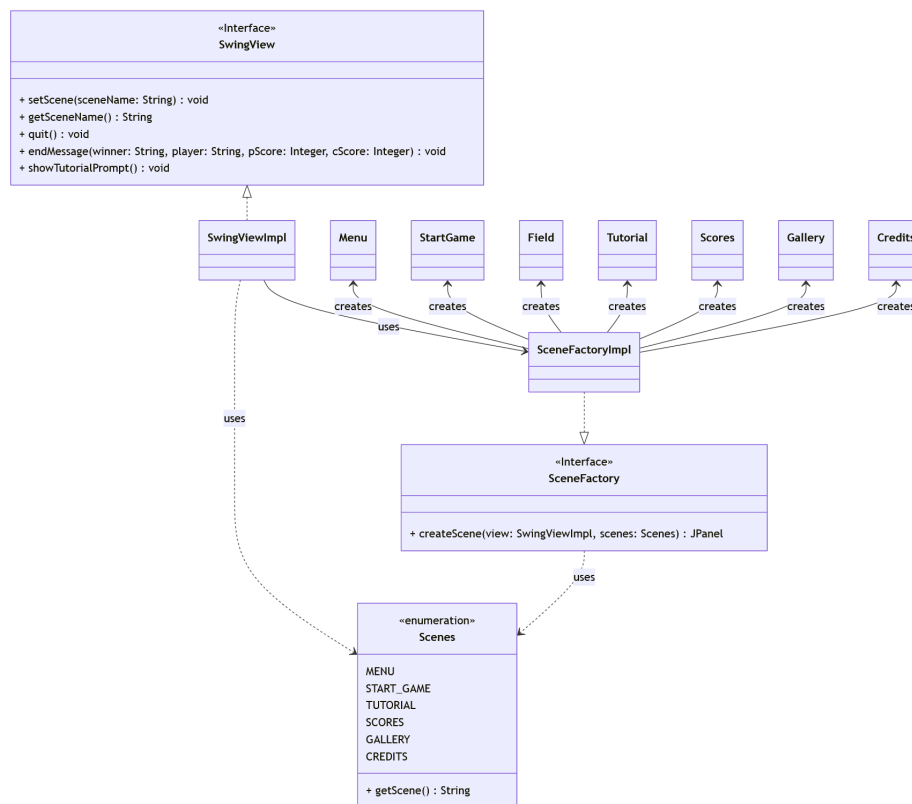 «Interface»
SwingView
+ setScene(sceneName: String) : void
+ getSceneName() : String
+ quit() : void
+ endMessage(winner: String, player: String, pScore: Integer, cScore: Integer) : void
+ showTutorialPrompt() : void
SwingViewImpl
Menu
StartGame
Field
Tutorial
Scores
Gallery
Credits
creates
creates
creates
creates
creates
creates
creates
uses
SceneFactoryImpl
uses
«Interface»
SceneFactory
+ createScene(view: SwingViewImpl, scenes: Scenes) : JPanel
uses
«enumeration»
Scenes
MENU
START_GAME
TUTORIAL
SCORES
GALLERY
CREDITS
+ getScene() : String